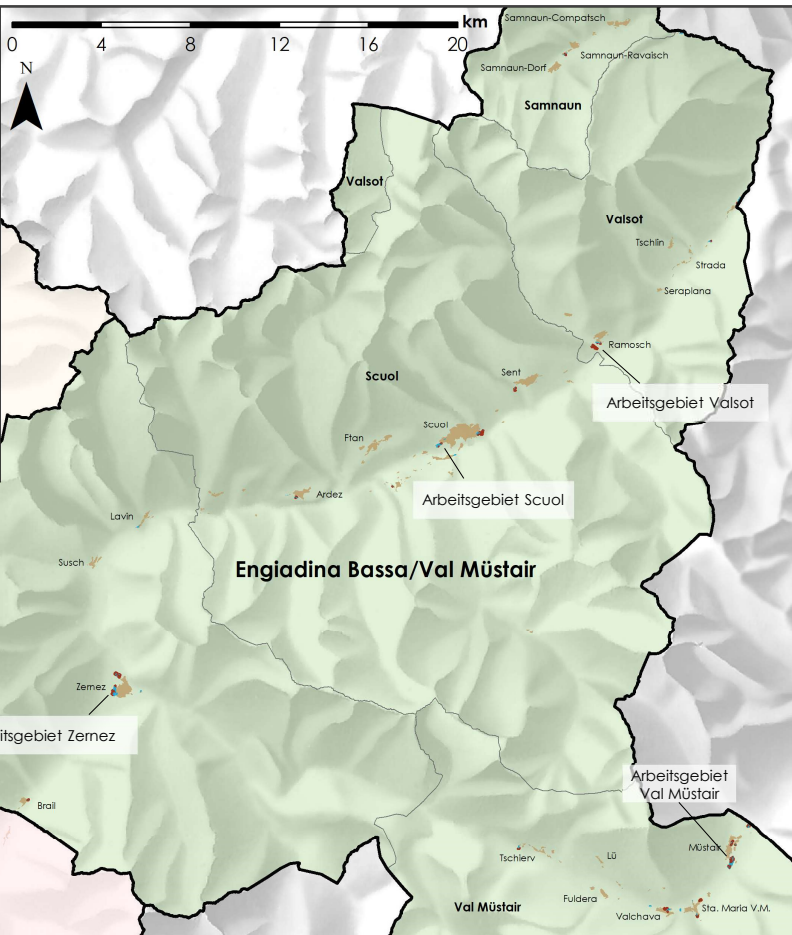 km
0 4 8 12 16 20
N
Samnaun-Compatsch
Samnaun-Ravaisch
Samnaun-Dorf
Samnaun
Valsot
Valsot
Tschlin
Strada
Seraplana
Ramosch
Arbeitsgebiet Valsot
Scuol
Sent
Scuol
Ftan
Ardez
Arbeitsgebiet Scuol
Lavin
Susch
Engiadina Bassa/Val Müstair
Zernez
itsgebiet Zernez
Arbeitsgebiet
Val Müstair
Brail
Müstair
Tschierv
Lü
Fuldera
Val Müstair
Valchava
Sta. Maria V.M.